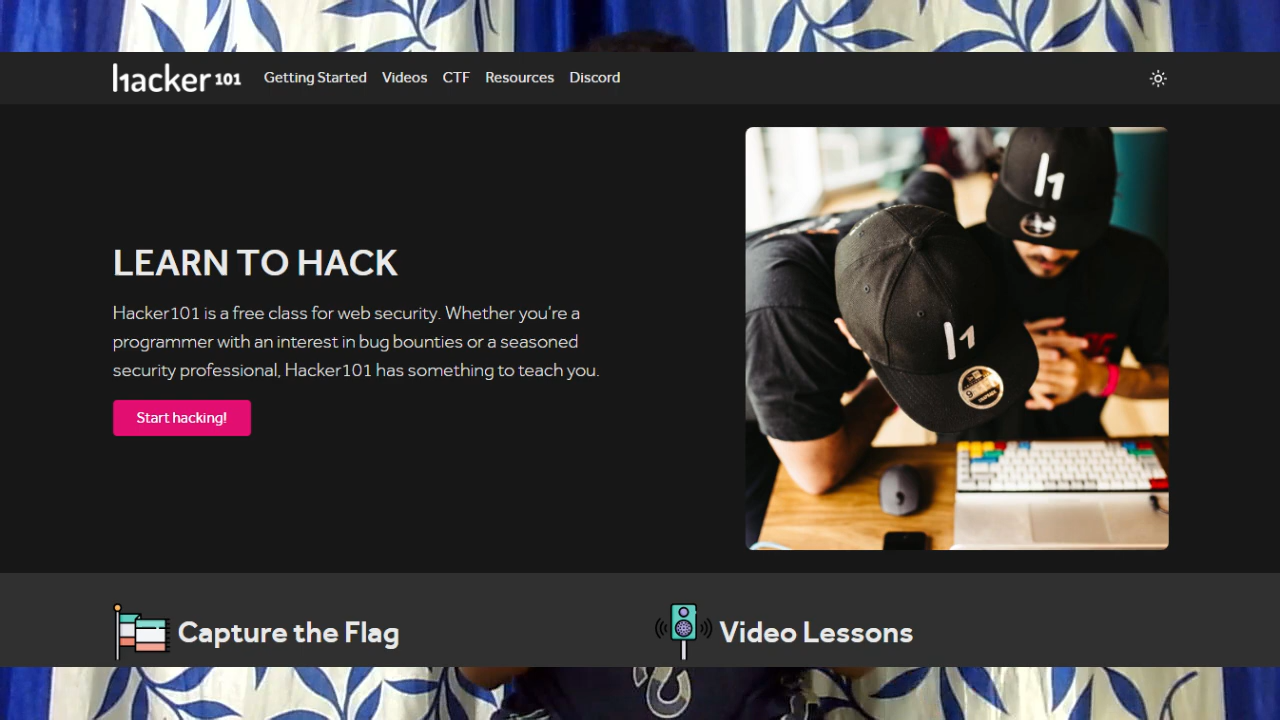 hacker101 Getting Started Videos CTF Resources Discord
LEARN TO HACK
Hacker101 is a free class for web security. Whether you're a
programmer with an interest in bug bounties or a seasoned
security professional, Hacker101 has something to teach you.
Start hacking!
h1
h1
Capture the Flag
Video Lessons